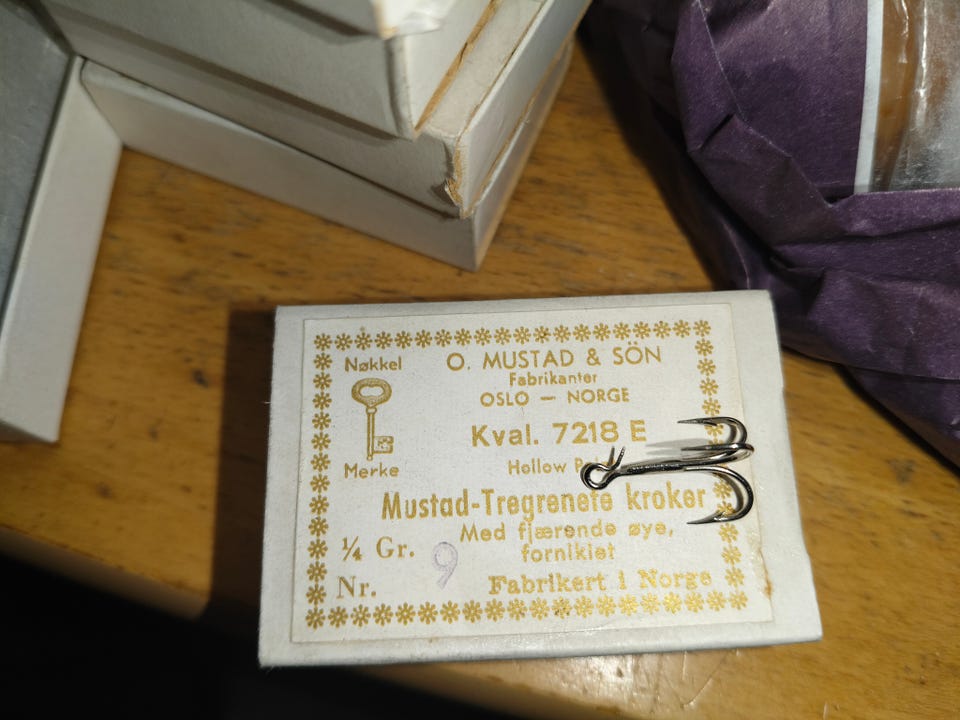 Nøkkel
Merke
O. MUSTAD & SÖN
Fabrikanter
OSLO — NORGE
Kval. 7218 E
Hollow
Mustad-Tregrenete kroker
Med fjærende øye,
forniklet
¼ Gr.
Nr. 9
Fabrikert i Norge